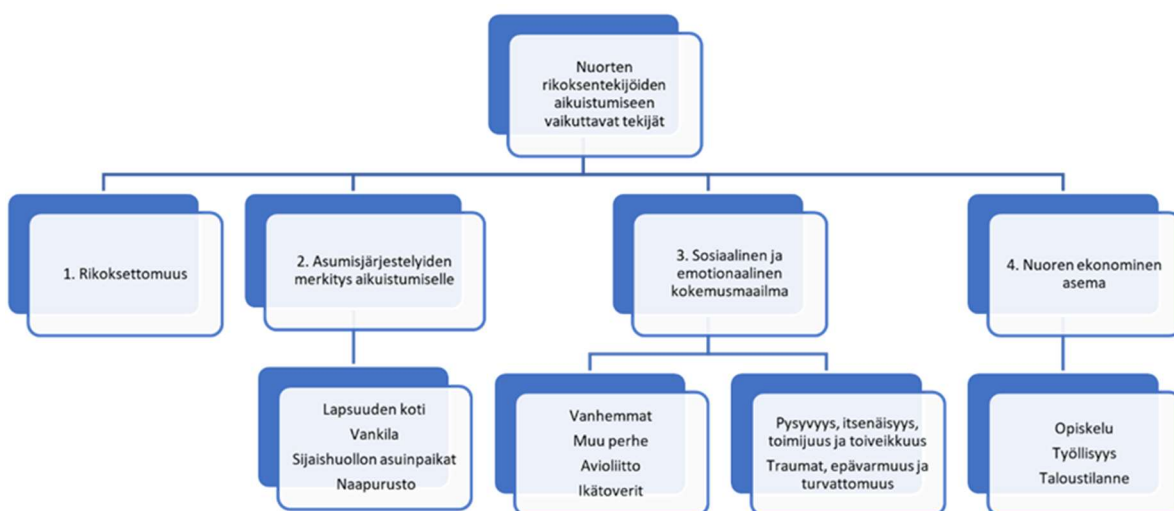 Nuorten
rikoksentekijöiden
aikuistumiseen
vaikuttavat tekijät
1. Rikoksettomuus
2. Asumisjärjestelyiden
merkitys aikuistumiselle
3. Sosiaalinen ja
emotionaalinen
kokemusmaailma
4. Nuoren ekonominen
asema
Lapsuuden koti
Vankila
Sijaishuollon asuinpaikat
Naapurusto
Vanhemmat
Muu perhe
Avioliitto
Ikätoverit
Pysyvyys, itsenäisyys,
toimijuus ja toiveikkuus
Traumat, epävarmuus ja
turvattomuus
Opiskelu
Työllisyys
Taloustilanne